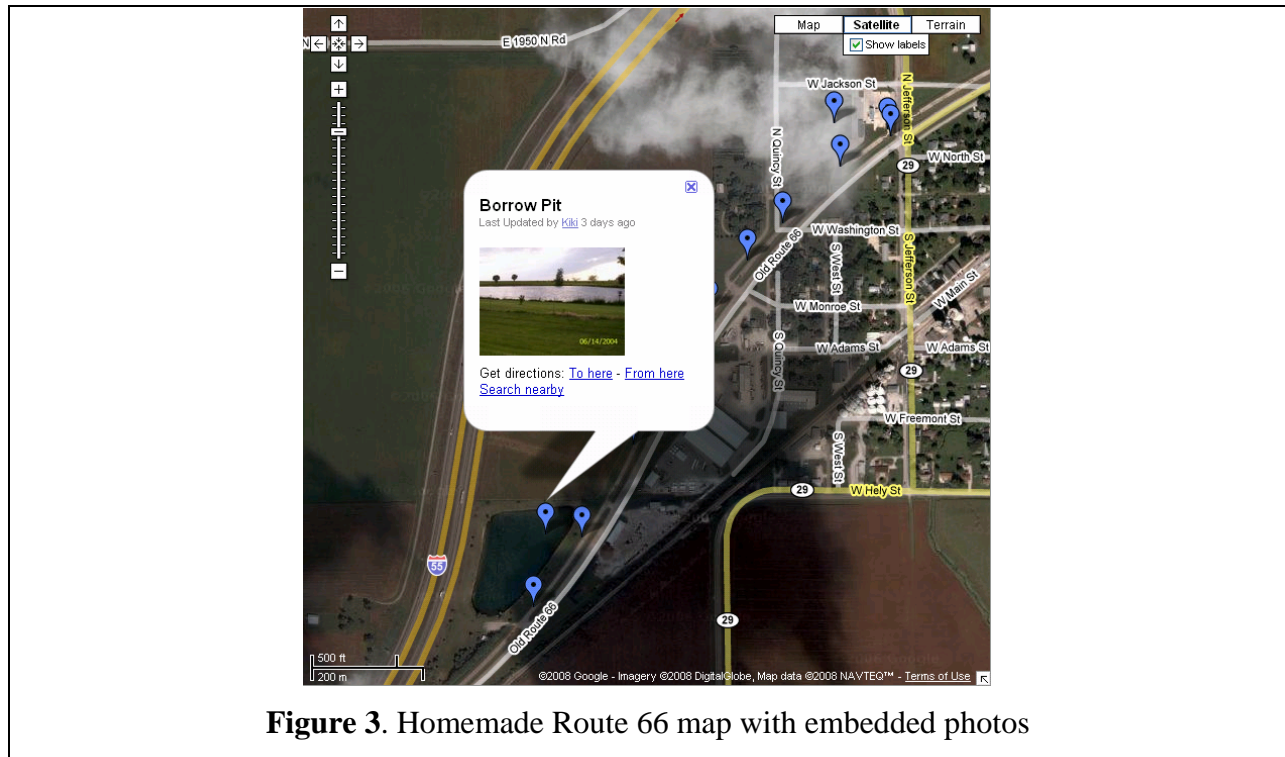 Map Satellite Terrain
Show labels
N
E 1950 N Rd
W Jackson St
N Jefferson St
29
W North St
N Quincy St
Borrow Pit
Last Updated by Kiki 3 days ago
W Washington St
Old Route 66
S West St
S Jefferson St
W Main St
W Monroe St
06/14/2004
S Quincy St
W Adams St
W Adams St
29
Get directions: To here - From here
Search nearby
W Freemont St
S West St
29
W Hely St
55
29
Old Route 66
500 ft
200 m
©2008 Google - Imagery ©2008 DigitalGlobe, Map data ©2008 NAVTEQ™ - Terms of Use
Figure 3. Homemade Route 66 map with embedded photos